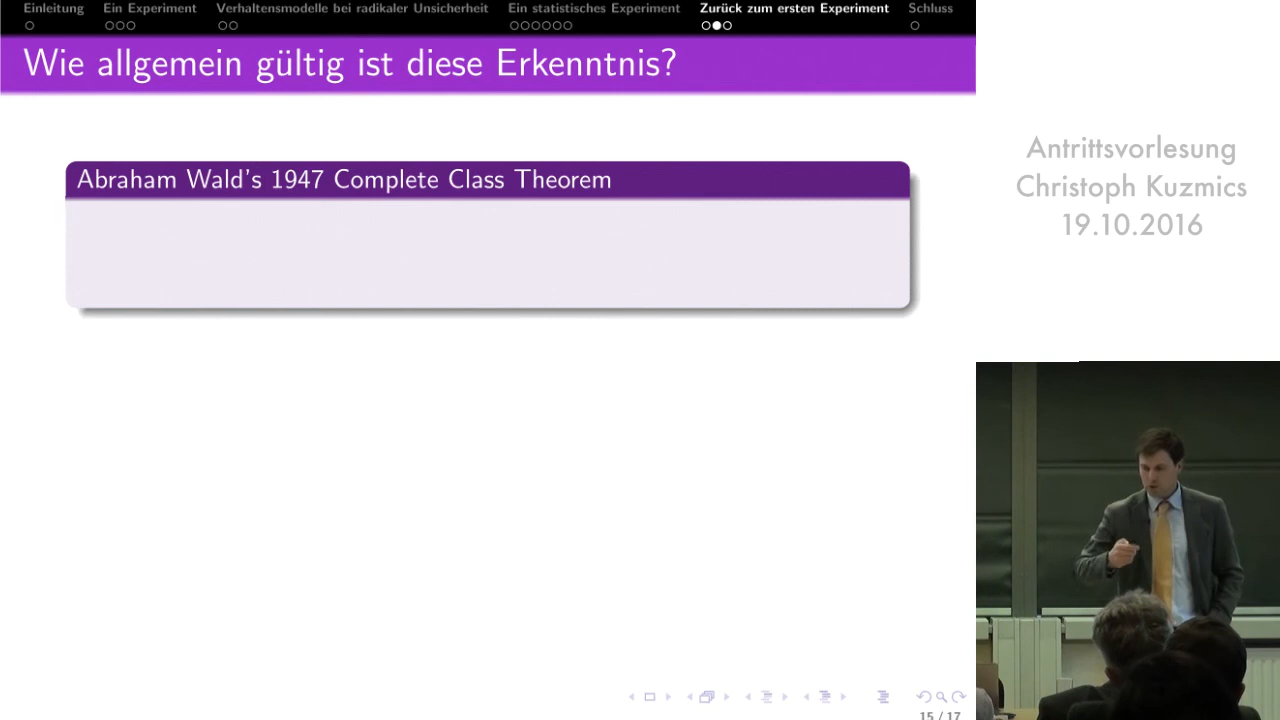 Einleitung
Ein Experiment
Verhaltensmodelle bei radikaler Unsicherheit
Ein statistisches Experiment
Zurück zum ersten Experiment
Schluss
Wie allgemein gültig ist diese Erkenntnis?
Abraham Wald's 1947 Complete Class Theorem
Antrittsvorlesung
Christoph Kuzmics
19.10.2016
15 / 17